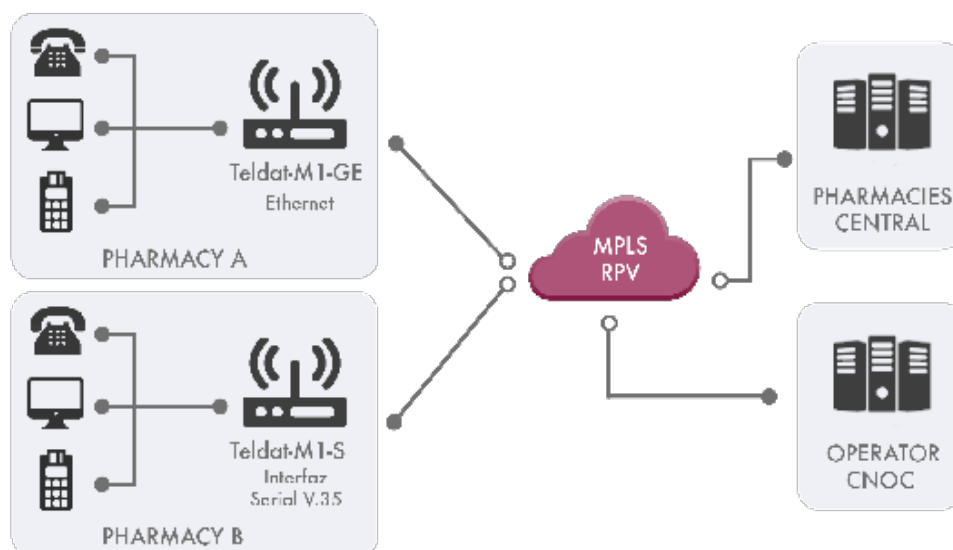 Teldat-M1-GE
Ethernet
PHARMACY A
Teldat-M1-S
Interfaz
Serial V.35
PHARMACY B
MPLS
RPV
PHARMACIES
CENTRAL
OPERATOR
CNOC